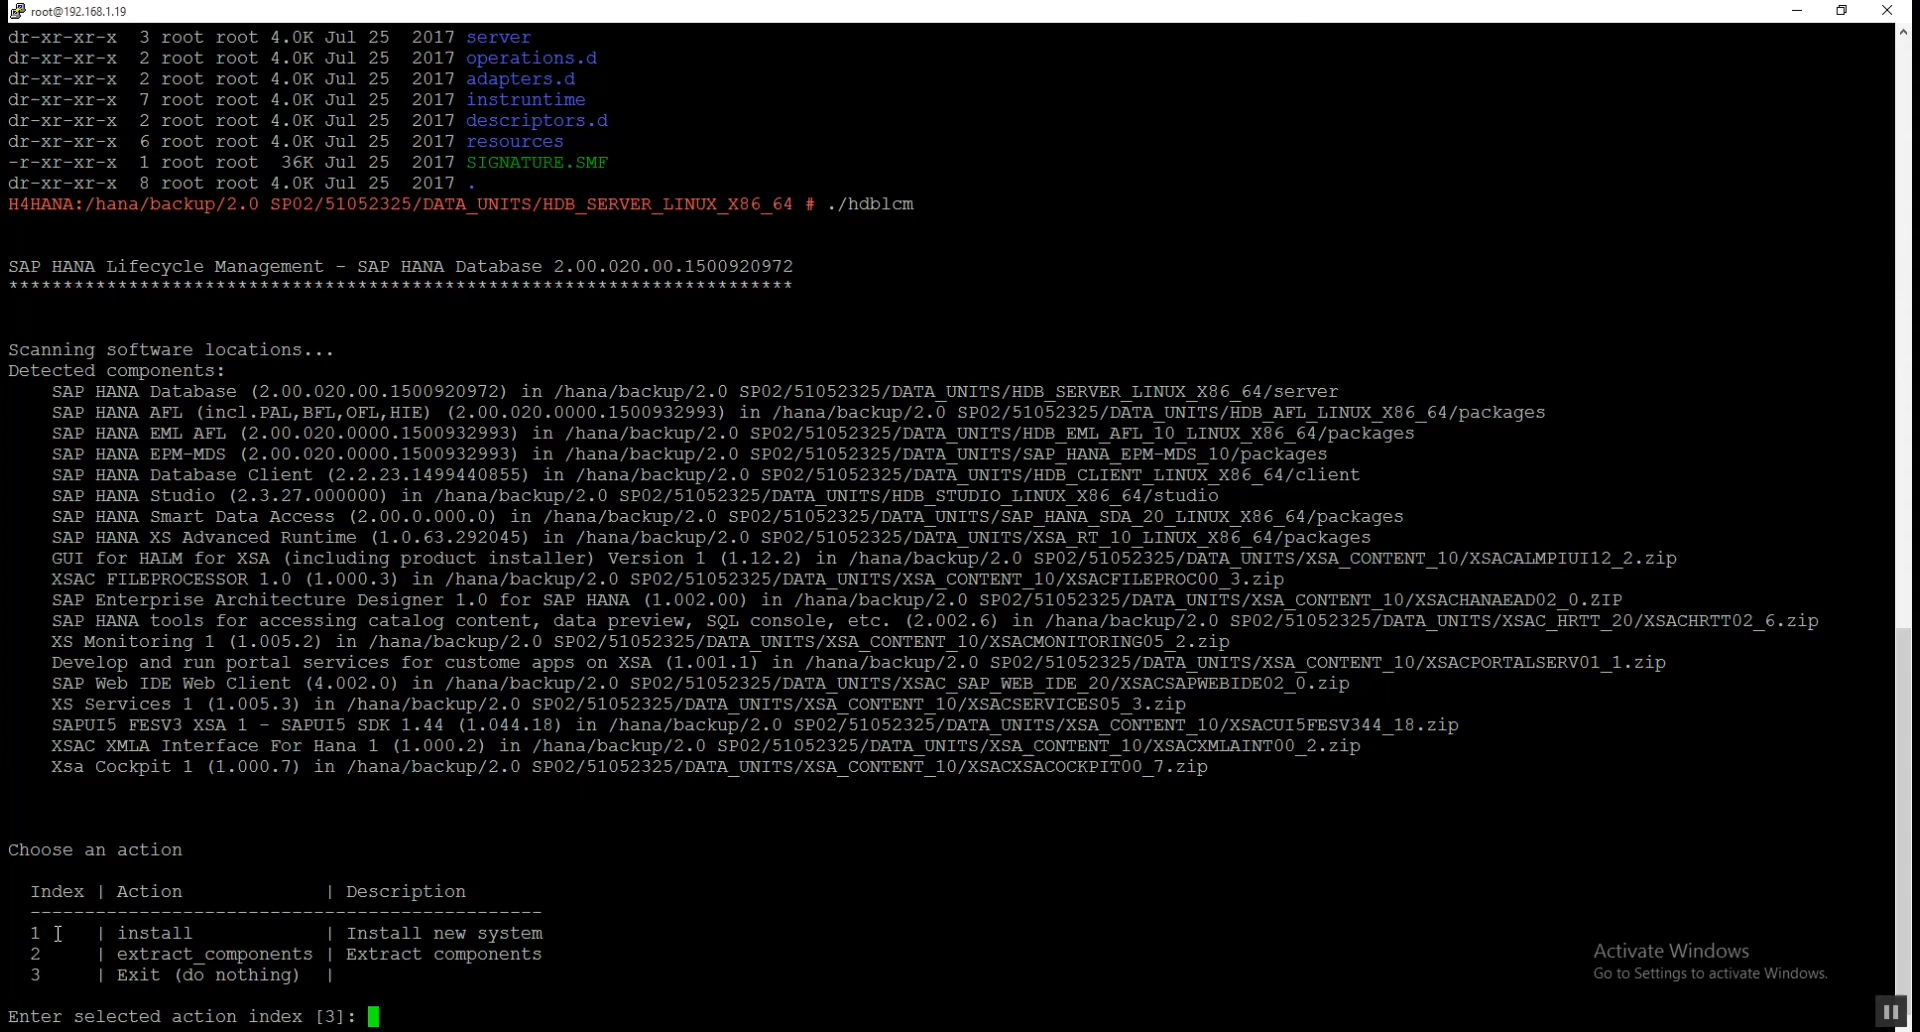 root@192.168.1.19
dr-xr-xr-x  3 root root 4.0K Jul 25  2017 server
dr-xr-xr-x  2 root root 4.0K Jul 25  2017 operations.d
dr-xr-xr-x  2 root root 4.0K Jul 25  2017 adapters.d
dr-xr-xr-x  7 root root 4.0K Jul 25  2017 instruntime
dr-xr-xr-x  2 root root 4.0K Jul 25  2017 descriptors.d
dr-xr-xr-x  6 root root 4.0K Jul 25  2017 resources
-r-xr-xr-x  1 root root  36K Jul 25  2017 SIGNATURE.SMF
dr-xr-xr-x  8 root root 4.0K Jul 25  2017 .
H4HANA:/hana/backup/2.0 SP02/51052325/DATA_UNITS/HDB_SERVER_LINUX_X86_64 # ./hdblcm
SAP HANA Lifecycle Management - SAP HANA Database 2.00.020.00.1500920972
************************************************************************
Scanning software locations...
Detected components:
    SAP HANA Database (2.00.020.00.1500920972) in /hana/backup/2.0 SP02/51052325/DATA_UNITS/HDB_SERVER_LINUX_X86_64/server
    SAP HANA AFL (incl.PAL,BFL,OFL,HIE) (2.00.020.0000.1500932993) in /hana/backup/2.0 SP02/51052325/DATA_UNITS/HDB_AFL_LINUX_X86_64/packages
    SAP HANA EML AFL (2.00.020.0000.1500932993) in /hana/backup/2.0 SP02/51052325/DATA_UNITS/HDB_EML_AFL_10_LINUX_X86_64/packages
    SAP HANA EPM-MDS (2.00.020.0000.1500932993) in /hana/backup/2.0 SP02/51052325/DATA_UNITS/SAP_HANA_EPM-MDS_10/packages
    SAP HANA Database Client (2.2.23.1499440855) in /hana/backup/2.0 SP02/51052325/DATA_UNITS/HDB_CLIENT_LINUX_X86_64/client
    SAP HANA Studio (2.3.27.000000) in /hana/backup/2.0 SP02/51052325/DATA_UNITS/HDB_STUDIO_LINUX_X86_64/studio
    SAP HANA Smart Data Access (2.00.0.000.0) in /hana/backup/2.0 SP02/51052325/DATA_UNITS/SAP_HANA_SDA_20_LINUX_X86_64/packages
    SAP HANA XS Advanced Runtime (1.0.63.292045) in /hana/backup/2.0 SP02/51052325/DATA_UNITS/XSA_RT_10_LINUX_X86_64/packages
    GUI for HALM for XSA (including product installer) Version 1 (1.12.2) in /hana/backup/2.0 SP02/51052325/DATA_UNITS/XSA_CONTENT_10/XSACALMPIUI12_2.zip
    XSAC FILEPROCESSOR 1.0 (1.000.3) in /hana/backup/2.0 SP02/51052325/DATA_UNITS/XSA_CONTENT_10/XSACFILEPROC00_3.zip
    SAP Enterprise Architecture Designer 1.0 for SAP HANA (1.002.00) in /hana/backup/2.0 SP02/51052325/DATA_UNITS/XSA_CONTENT_10/XSACHANAEAD02_0.ZIP
    SAP HANA tools for accessing catalog content, data preview, SQL console, etc. (2.002.6) in /hana/backup/2.0 SP02/51052325/DATA_UNITS/XSAC_HRTT_20/XSACHRTT02_6.zip
    XS Monitoring 1 (1.005.2) in /hana/backup/2.0 SP02/51052325/DATA_UNITS/XSA_CONTENT_10/XSACMONITORING05_2.zip
    Develop and run portal services for custome apps on XSA (1.001.1) in /hana/backup/2.0 SP02/51052325/DATA_UNITS/XSA_CONTENT_10/XSACPORTALSERV01_1.zip
    SAP Web IDE Web Client (4.002.0) in /hana/backup/2.0 SP02/51052325/DATA_UNITS/XSAC_SAP_WEB_IDE_20/XSACSAPWEBIDE02_0.zip
    XS Services 1 (1.005.3) in /hana/backup/2.0 SP02/51052325/DATA_UNITS/XSA_CONTENT_10/XSACSERVICES05_3.zip
    SAPUI5 FESV3 XSA 1 - SAPUI5 SDK 1.44 (1.044.18) in /hana/backup/2.0 SP02/51052325/DATA_UNITS/XSA_CONTENT_10/XSACUI5FESV344_18.zip
    XSAC XMLA Interface For Hana 1 (1.000.2) in /hana/backup/2.0 SP02/51052325/DATA_UNITS/XSA_CONTENT_10/XSACXMLAINT00_2.zip
    Xsa Cockpit 1 (1.000.7) in /hana/backup/2.0 SP02/51052325/DATA_UNITS/XSA_CONTENT_10/XSACXSACOCKPIT00_7.zip
Choose an action
  Index | Action             | Description
  -----------------------------------------------
  1     | install            | Install new system
  2     | extract_components | Extract components
  3     | Exit (do nothing)  |
Enter selected action index [3]:
Activate Windows
Go to Settings to activate Windows.